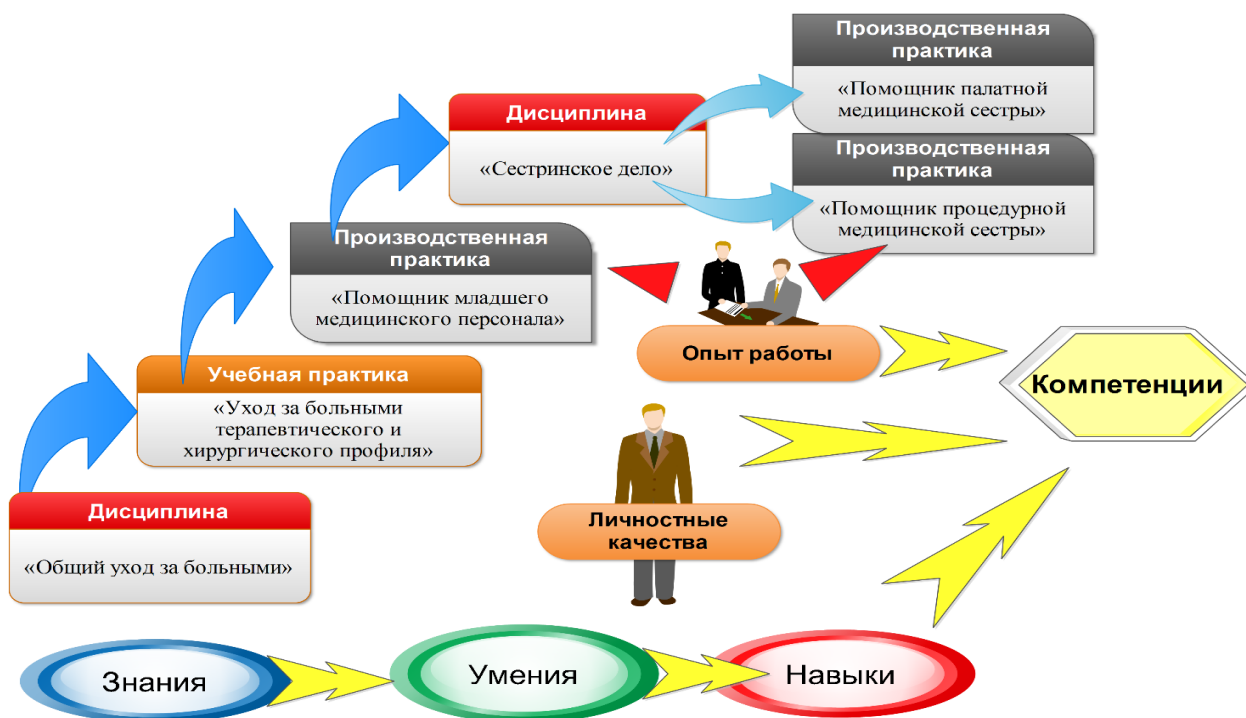 Производственная
практика
«Помощник палатной
медицинской сестры»
Дисциплина
«Сестринское дело»
Производственная
практика
«Помощник процедурной
медицинской сестры»
Производственная
практика
«Помощник младшего
медицинского персонала»
Опыт работы
Компетенции
Учебная практика
«Уход за больными
терапевтического и
хирургического профиля»
Дисциплина
«Общий уход за больными»
Личностные
качества
Знания
Умения
Навыки